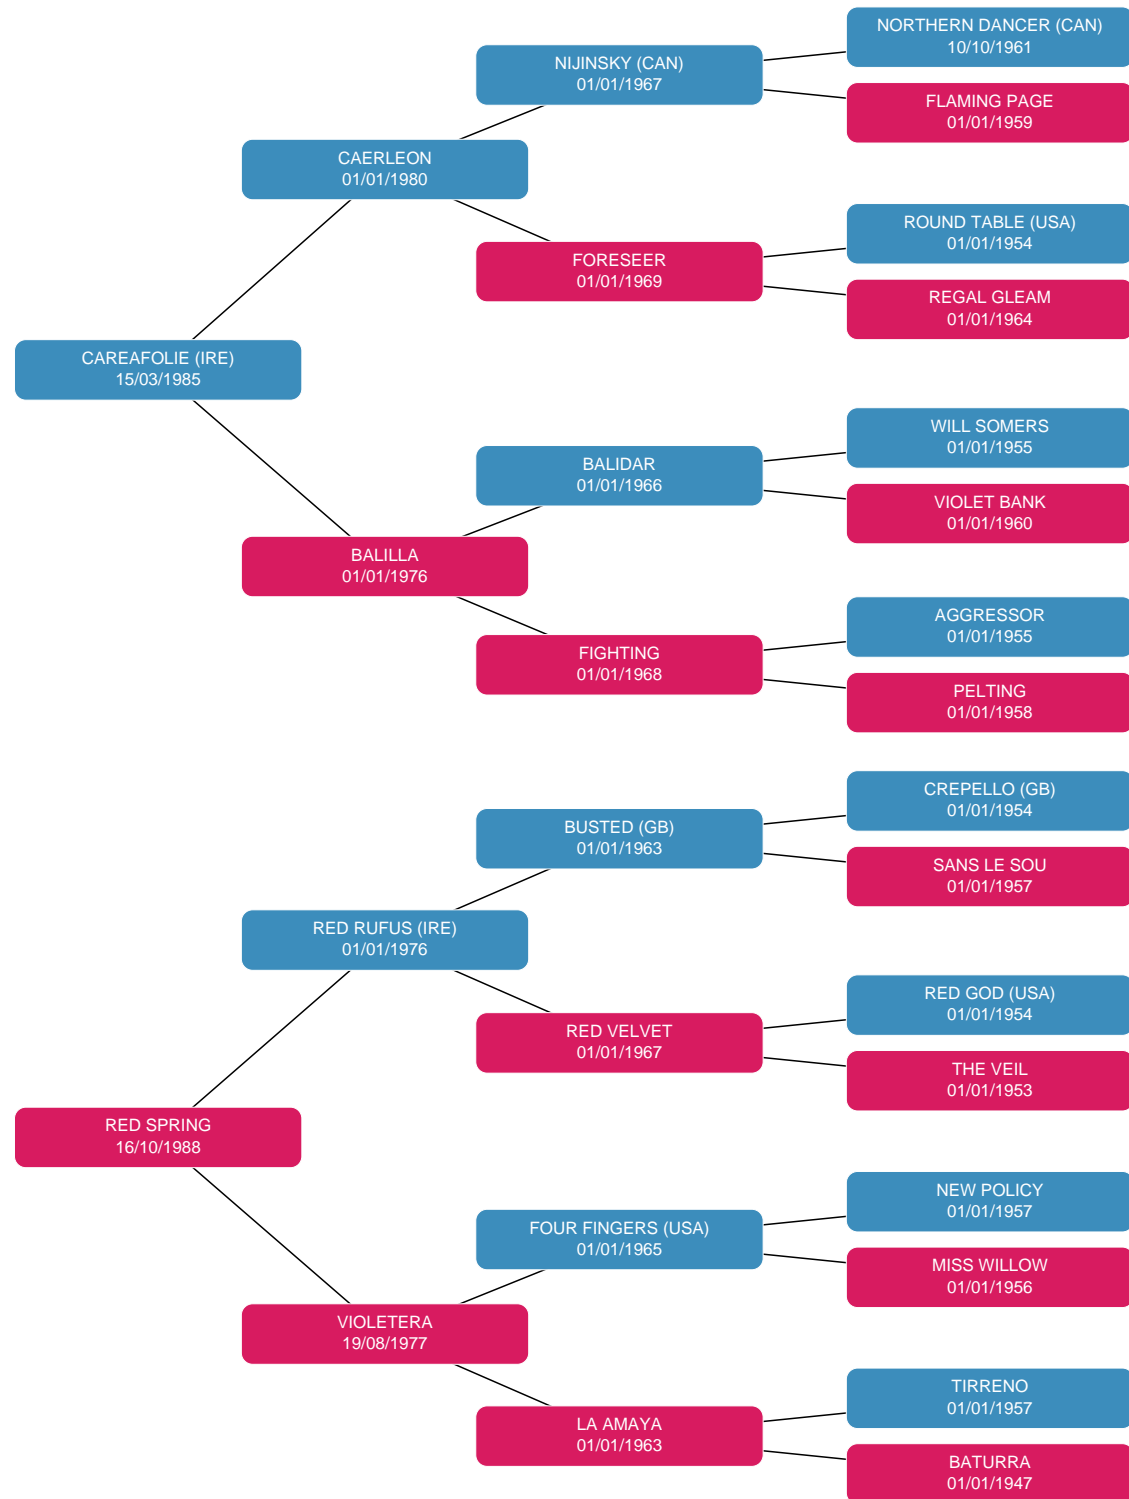 NORTHERN DANCER (CAN)
10/10/1961
NIJINSKY (CAN)
01/01/1967
FLAMING PAGE
01/01/1959
CAERLEON
01/01/1980
ROUND TABLE (USA)
01/01/1954
FORESEER
01/01/1969
REGAL GLEAM
01/01/1964
CAREAFOLIE (IRE)
15/03/1985
WILL SOMERS
01/01/1955
BALIDAR
01/01/1966
VIOLET BANK
01/01/1960
BALILLA
01/01/1976
AGGRESSOR
01/01/1955
FIGHTING
01/01/1968
PELTING
01/01/1958
CREPELLO (GB)
01/01/1954
BUSTED (GB)
01/01/1963
SANS LE SOU
01/01/1957
RED RUFUS (IRE)
01/01/1976
RED GOD (USA)
01/01/1954
RED VELVET
01/01/1967
THE VEIL
01/01/1953
RED SPRING
16/10/1988
NEW POLICY
01/01/1957
FOUR FINGERS (USA)
01/01/1965
MISS WILLOW
01/01/1956
VIOLETERA
19/08/1977
TIRRENO
01/01/1957
LA AMAYA
01/01/1963
BATURRA
01/01/1947